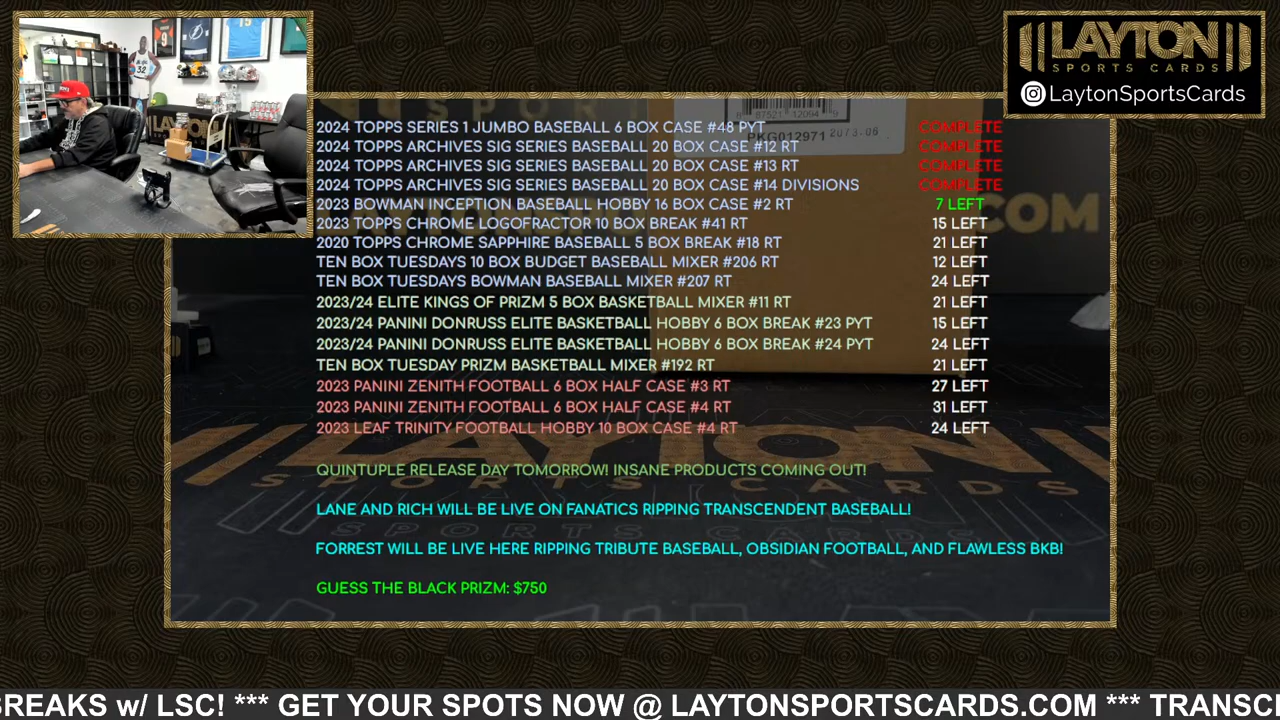 LAYTON
SPORTS CARDS
LaytonSportsCards
PKG012971
2024 TOPPS SERIES 1 JUMBO BASEBALL 6 BOX CASE #48 PYT COMPLETE
2024 TOPPS ARCHIVES SIG SERIES BASEBALL 20 BOX CASE #12 RT COMPLETE
2024 TOPPS ARCHIVES SIG SERIES BASEBALL 20 BOX CASE #13 RT COMPLETE
2024 TOPPS ARCHIVES SIG SERIES BASEBALL 20 BOX CASE #14 DIVISIONS COMPLETE
2023 BOWMAN INCEPTION BASEBALL HOBBY 16 BOX CASE #2 RT 7 LEFT
2023 TOPPS CHROME LOGOFRACTOR 10 BOX BREAK #41 RT 15 LEFT
2020 TOPPS CHROME SAPPHIRE BASEBALL 5 BOX BREAK #18 RT 21 LEFT
TEN BOX TUESDAYS 10 BOX BUDGET BASEBALL MIXER #206 RT 12 LEFT
TEN BOX TUESDAYS BOWMAN BASEBALL MIXER #207 RT 24 LEFT
2023/24 ELITE KINGS OF PRIZM 5 BOX BASKETBALL MIXER #11 RT 21 LEFT
2023/24 PANINI DONRUSS ELITE BASKETBALL HOBBY 6 BOX BREAK #23 PYT 15 LEFT
2023/24 PANINI DONRUSS ELITE BASKETBALL HOBBY 6 BOX BREAK #24 PYT 24 LEFT
TEN BOX TUESDAY PRIZM BASKETBALL MIXER #192 RT 21 LEFT
2023 PANINI ZENITH FOOTBALL 6 BOX HALF CASE #3 RT 27 LEFT
2023 PANINI ZENITH FOOTBALL 6 BOX HALF CASE #4 RT 31 LEFT
2023 LEAF TRINITY FOOTBALL HOBBY 10 BOX CASE #4 RT 24 LEFT
QUINTUPLE RELEASE DAY TOMORROW! INSANE PRODUCTS COMING OUT!
LANE AND RICH WILL BE LIVE ON FANATICS RIPPING TRANSCENDENT BASEBALL!
FORREST WILL BE LIVE HERE RIPPING TRIBUTE BASEBALL, OBSIDIAN FOOTBALL, AND FLAWLESS BKB!
GUESS THE BLACK PRIZM: $750
LAYTON
SPORTS CARDS
BREAKS w/ LSC! *** GET YOUR SPOTS NOW @ LAYTONSPORTSCARDS.COM *** TRANSC